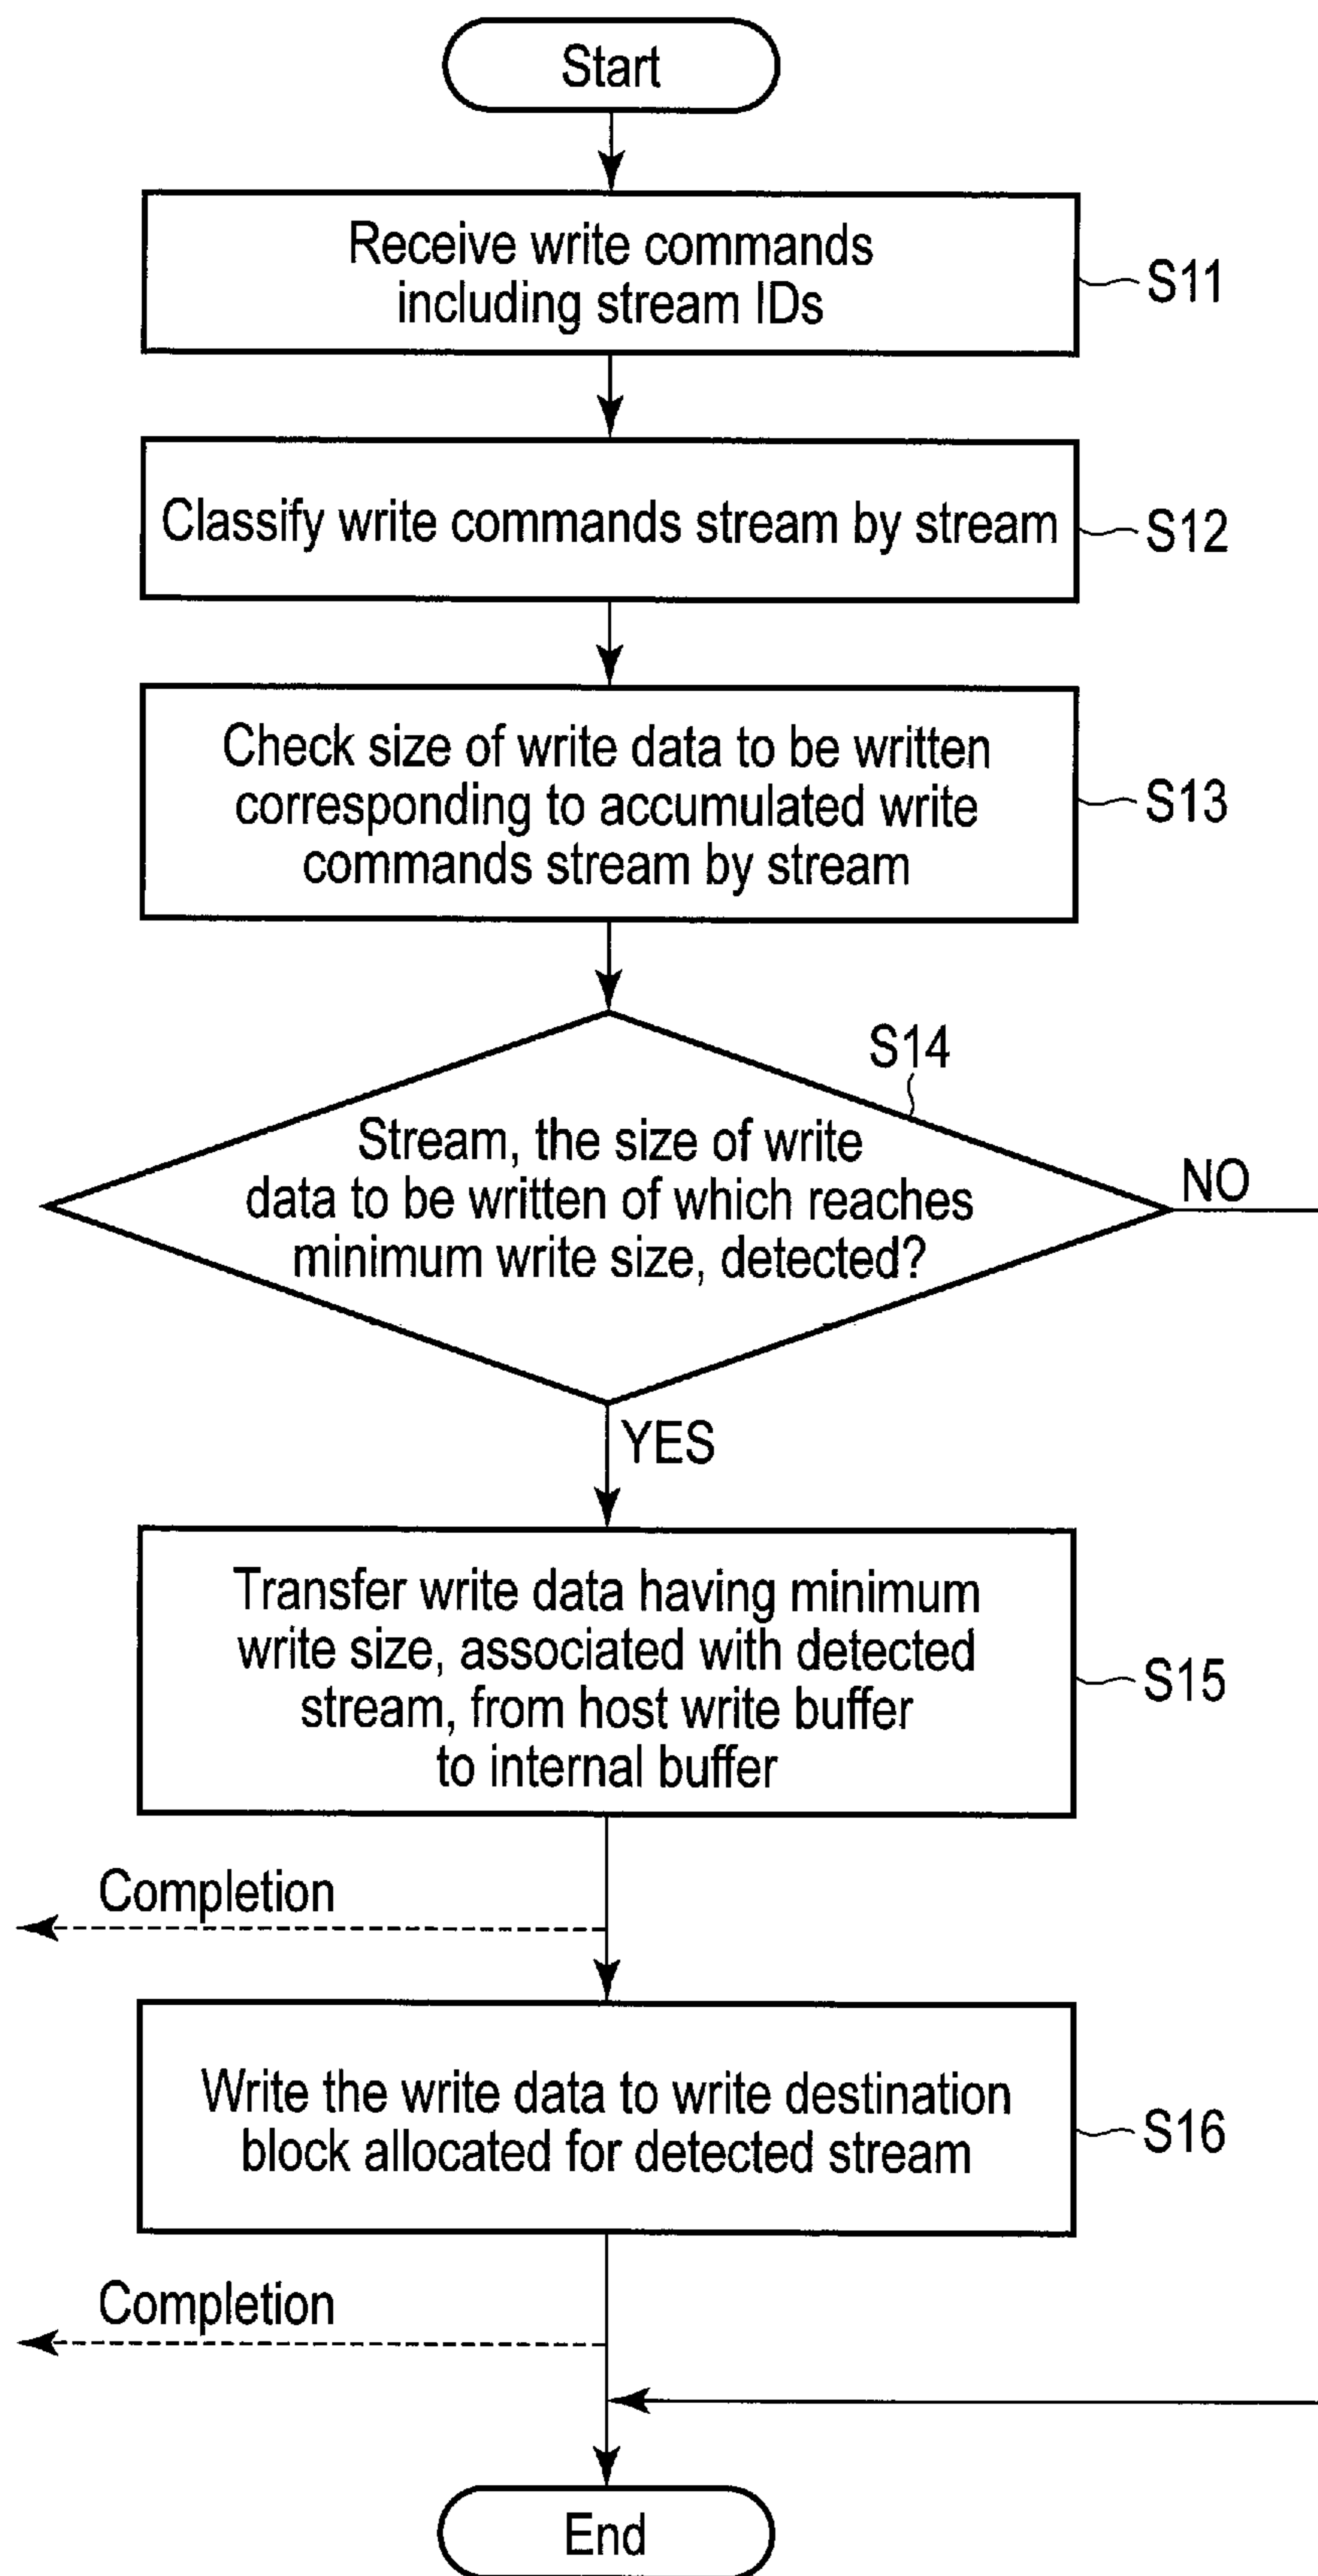 Start
Receive write commands
including stream IDs
S11
Classify write commands stream by stream
S12
Check size of write data to be written
corresponding to accumulated write
commands stream by stream
S13
S14
Stream, the size of write
data to be written of which reaches
minimum write size, detected?
NO
YES
Transfer write data having minimum
write size, associated with detected
stream, from host write buffer
to internal buffer
S15
Completion
Write the write data to write destination
block allocated for detected stream
S16
Completion
End